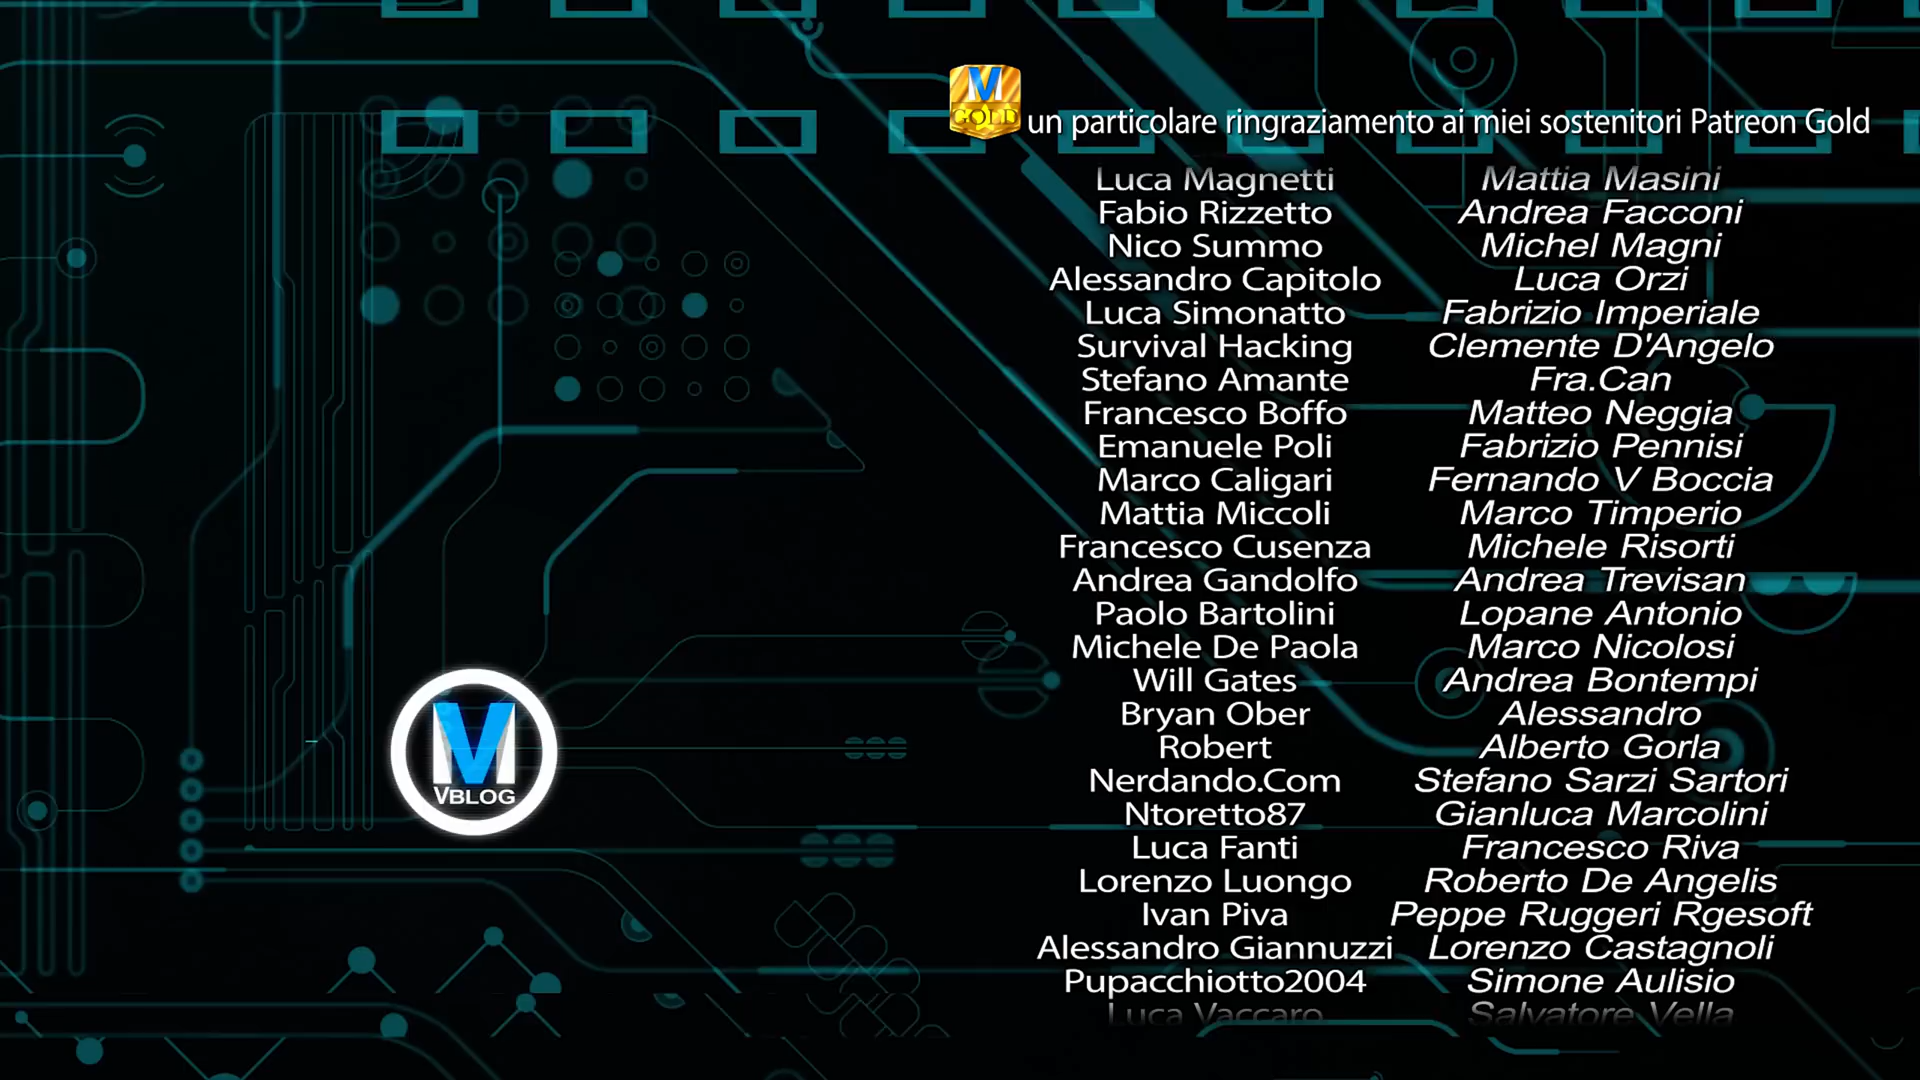 GOLD
un particolare ringraziamento ai miei sostenitori Patreon Gold
Luca Magnetti
Fabio Rizzetto
Nico Summo
Alessandro Capitolo
Luca Simonatto
Survival Hacking
Stefano Amante
Francesco Boffo
Emanuele Poli
Marco Caligari
Mattia Miccoli
Francesco Cusenza
Andrea Gandolfo
Paolo Bartolini
Michele De Paola
Will Gates
Bryan Ober
Robert
Nerdando.Com
Ntoretto87
Luca Fanti
Lorenzo Luongo
Ivan Piva
Alessandro Giannuzzi
Pupacchiotto2004
Luca Vaccaro
Mattia Masini
Andrea Facconi
Michel Magni
Luca Orzi
Fabrizio Imperiale
Clemente D'Angelo
Fra.Can
Matteo Neggia
Fabrizio Pennisi
Fernando V Boccia
Marco Timperio
Michele Risorti
Andrea Trevisan
Lopane Antonio
Marco Nicolosi
Andrea Bontempi
Alessandro
Alberto Gorla
Stefano Sarzi Sartori
Gianluca Marcolini
Francesco Riva
Roberto De Angelis
Peppe Ruggeri Rgesoft
Lorenzo Castagnoli
Simone Aulisio
Salvatore Vella
MV
VBLOG